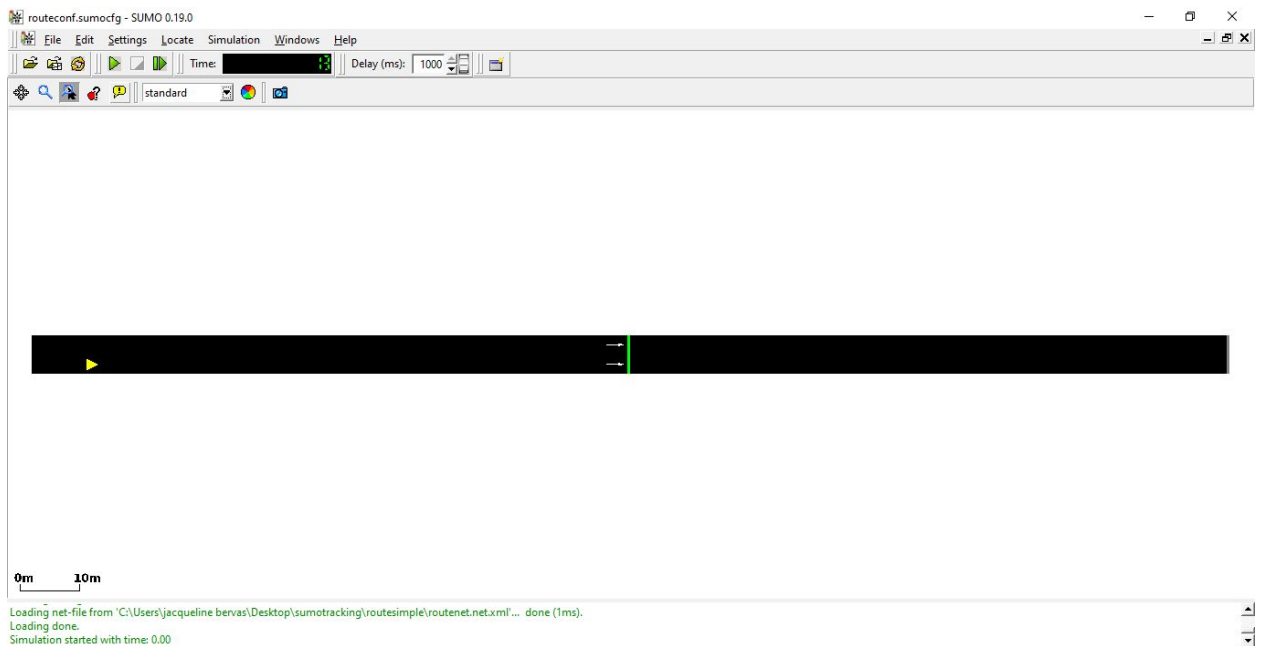 routeconf.sumocfg - SUMO 0.19.0
File Edit Settings Locate Simulation Windows Help
Time: 13 Delay (ms): 1000
standard
0m 10m
Loading net-file from 'C:\Users\jacqueline bervas\Desktop\sumotracking\routesimple\routenet.net.xml'... done (1ms).
Loading done.
Simulation started with time: 0.00